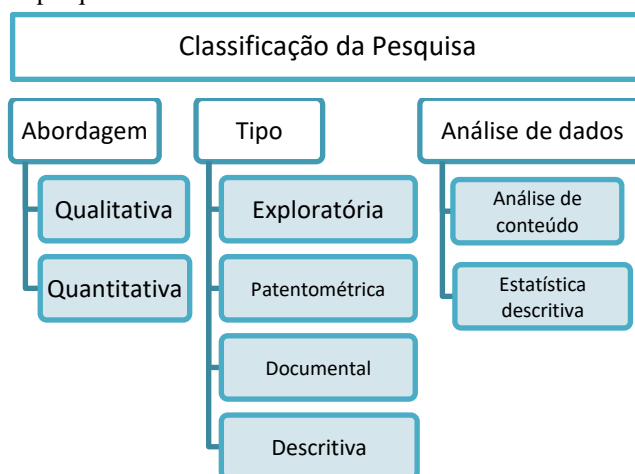 Classificação da Pesquisa
Abordagem
Qualitativa
Quantitativa
Tipo
Exploratória
Patentométrica
Documental
Descritiva
Análise de dados
Análise de
conteúdo
Estatística
descritiva